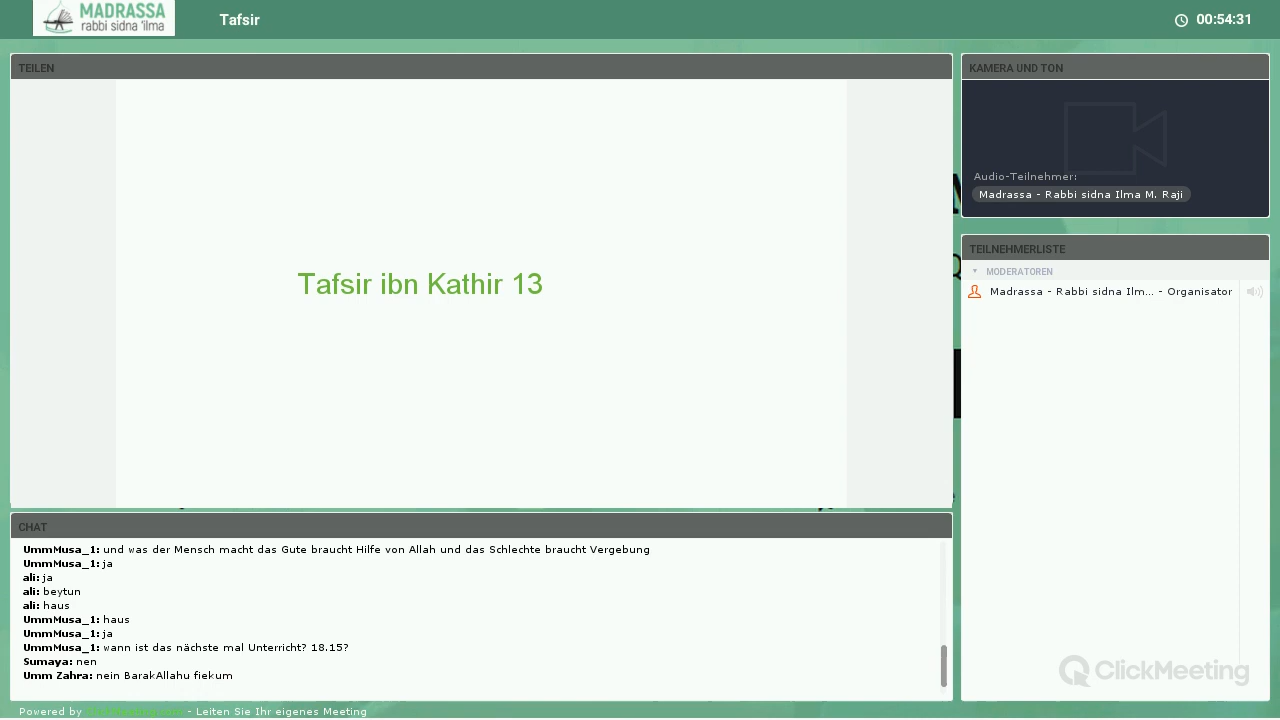 MADRASSA
rabbi sidna 'ilma
Tafsir
00:54:31
TEILEN
Tafsir ibn Kathir 13
KAMERA UND TON
Audio-Teilnehmer:
Madrassa - Rabbi sidna Ilma M. Raji
TEILNEHMERLISTE
MODERATOREN
Madrassa - Rabbi sidna Ilm... - Organisator
CHAT
UmmMusa_1: und was der Mensch macht das Gute braucht Hilfe von Allah und das Schlechte braucht Vergebung
UmmMusa_1: ja
ali: ja
ali: beytun
ali: haus
UmmMusa_1: haus
UmmMusa_1: ja
UmmMusa_1: wann ist das nächste mal Unterricht? 18.15?
Sumaya: nen
Umm Zahra: nein BarakAllahu fiekum
ClickMeeting
Powered by - Leiten Sie Ihr eigenes Meeting